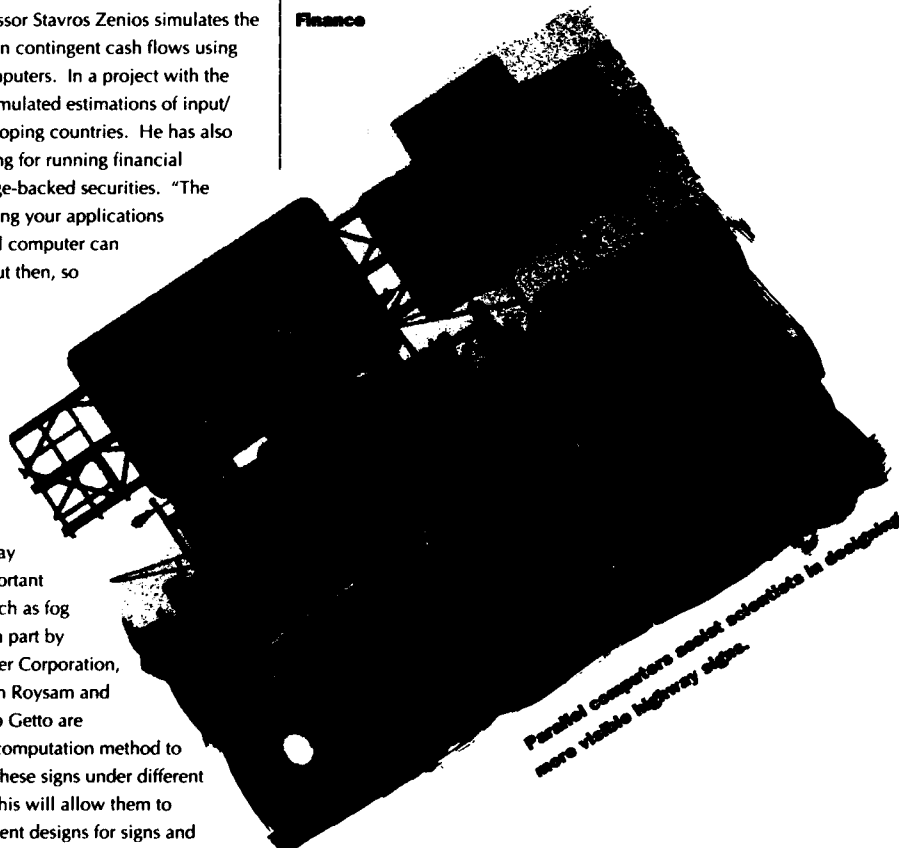 ssor Stavros Zenios simulates the
n contingent cash flows using
nputers. In a project with the
mulated estimations of input/
oping countries. He has also
ng for running financial
ge-backed securities. "The
ng your applications
l computer can
ut then, so
Finance
ay
ortant
ch as fog
n part by
er Corporation,
n Roysam and
o Getto are
computation method to
hese signs under different
his will allow them to
ent designs for signs and
Parallel computers assist scientists in designing
more visible highway signs.